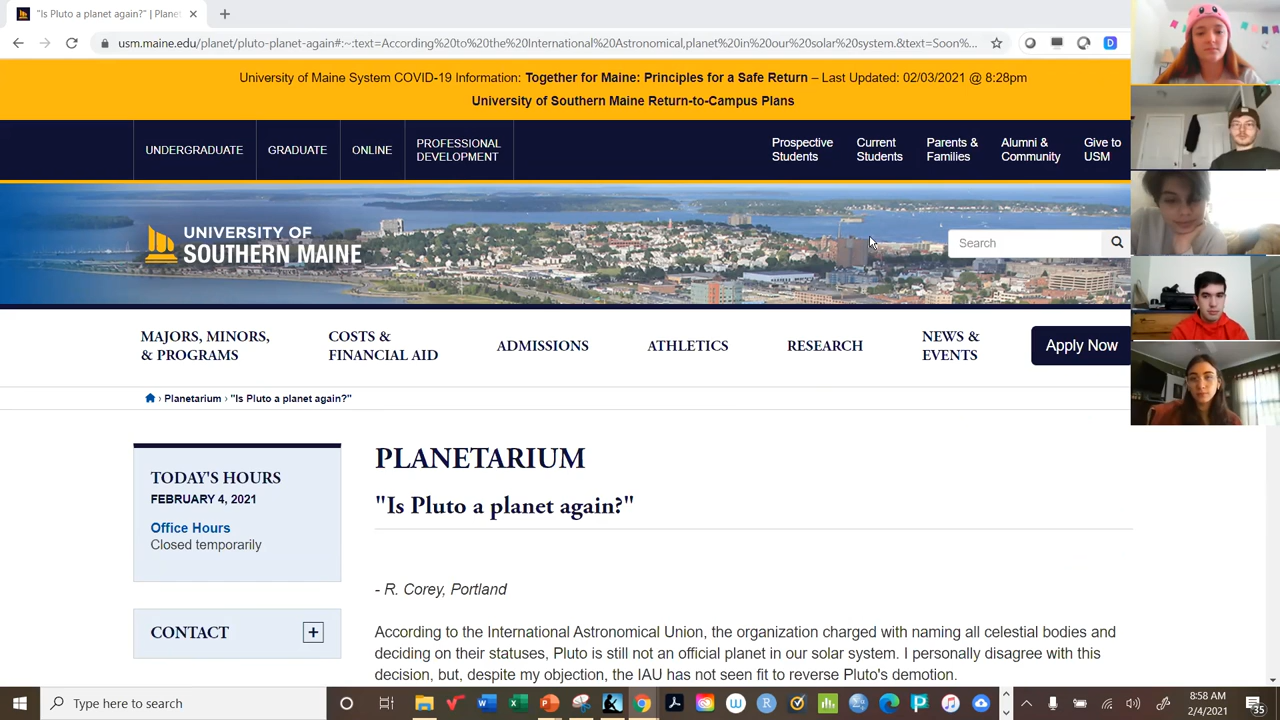 "Is Pluto a planet again?" | Planet
usm.maine.edu/planet/pluto-planet-again#:~:text=According%20to%20the%20International%20Astronomical,planet%20in%20our%20solar%20system.&text=Soon%...
University of Maine System COVID-19 Information: Together for Maine: Principles for a Safe Return – Last Updated: 02/03/2021 @ 8:28pm
University of Southern Maine Return-to-Campus Plans
UNDERGRADUATE
GRADUATE
ONLINE
PROFESSIONAL
DEVELOPMENT
Prospective
Students
Current
Students
Parents &
Families
Alumni &
Community
Give to
USM
UNIVERSITY OF
SOUTHERN MAINE
Search
MAJORS, MINORS,
& PROGRAMS
COSTS &
FINANCIAL AID
ADMISSIONS
ATHLETICS
RESEARCH
NEWS &
EVENTS
Apply Now
› Planetarium › "Is Pluto a planet again?"
TODAY'S HOURS
FEBRUARY 4, 2021
Office Hours
Closed temporarily
CONTACT
PLANETARIUM
"Is Pluto a planet again?"
- R. Corey, Portland
According to the International Astronomical Union, the organization charged with naming all celestial bodies and
deciding on their statuses, Pluto is still not an official planet in our solar system. I personally disagree with this
decision, but, despite my objection, the IAU has not seen fit to reverse Pluto's demotion.
Type here to search
8:58 AM
2/4/2021
35